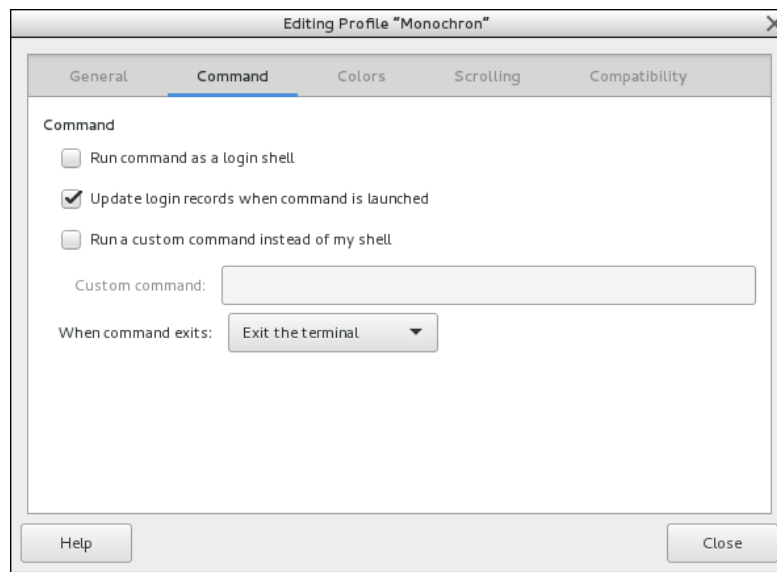 Editing Profile “Monochron”
General Command Colors Scrolling Compatibility
Command
Run command as a login shell
Update login records when command is launched
Run a custom command instead of my shell
Custom command:
When command exits: Exit the terminal
Help Close